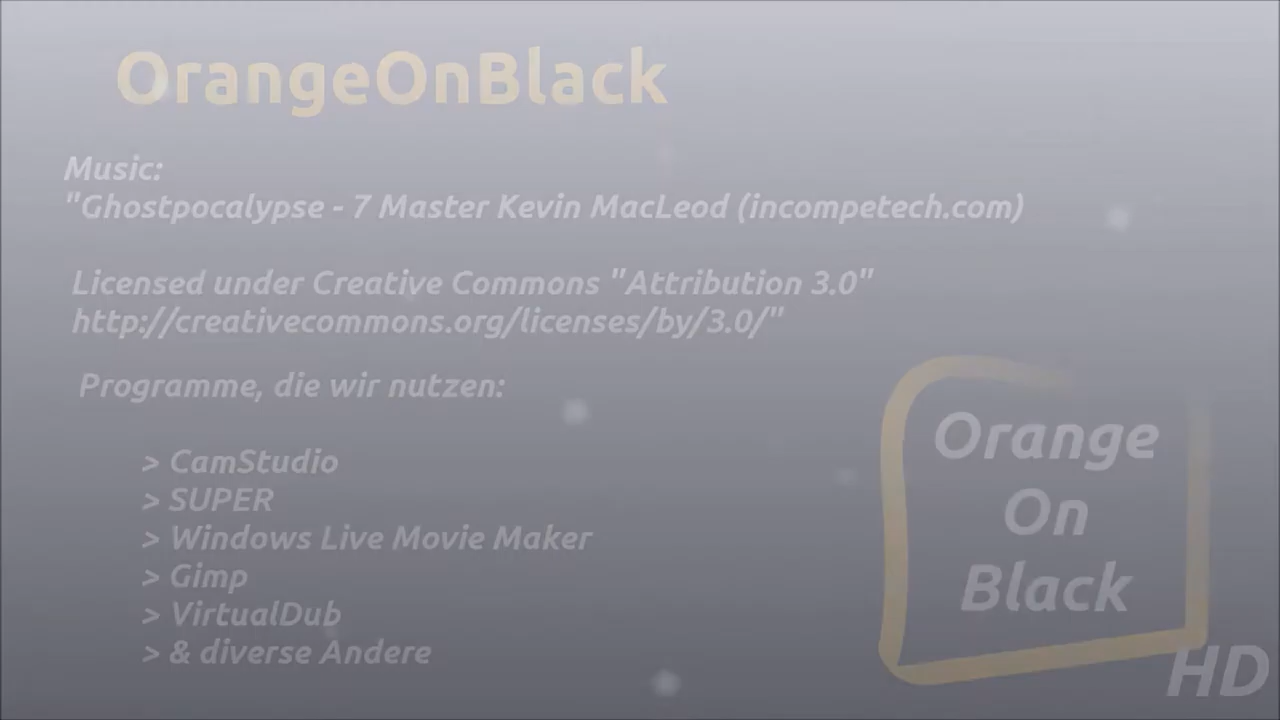 OrangeOnBlack
Music:
"Ghostpocalypse - 7 Master Kevin MacLeod (incompetech.com)
Licensed under Creative Commons "Attribution 3.0"
http://creativecommons.org/licenses/by/3.0/"
Programme, die wir nutzen:
> CamStudio
> SUPER
> Windows Live Movie Maker
> Gimp
> VirtualDub
> & diverse Andere
Orange
On
Black
HD